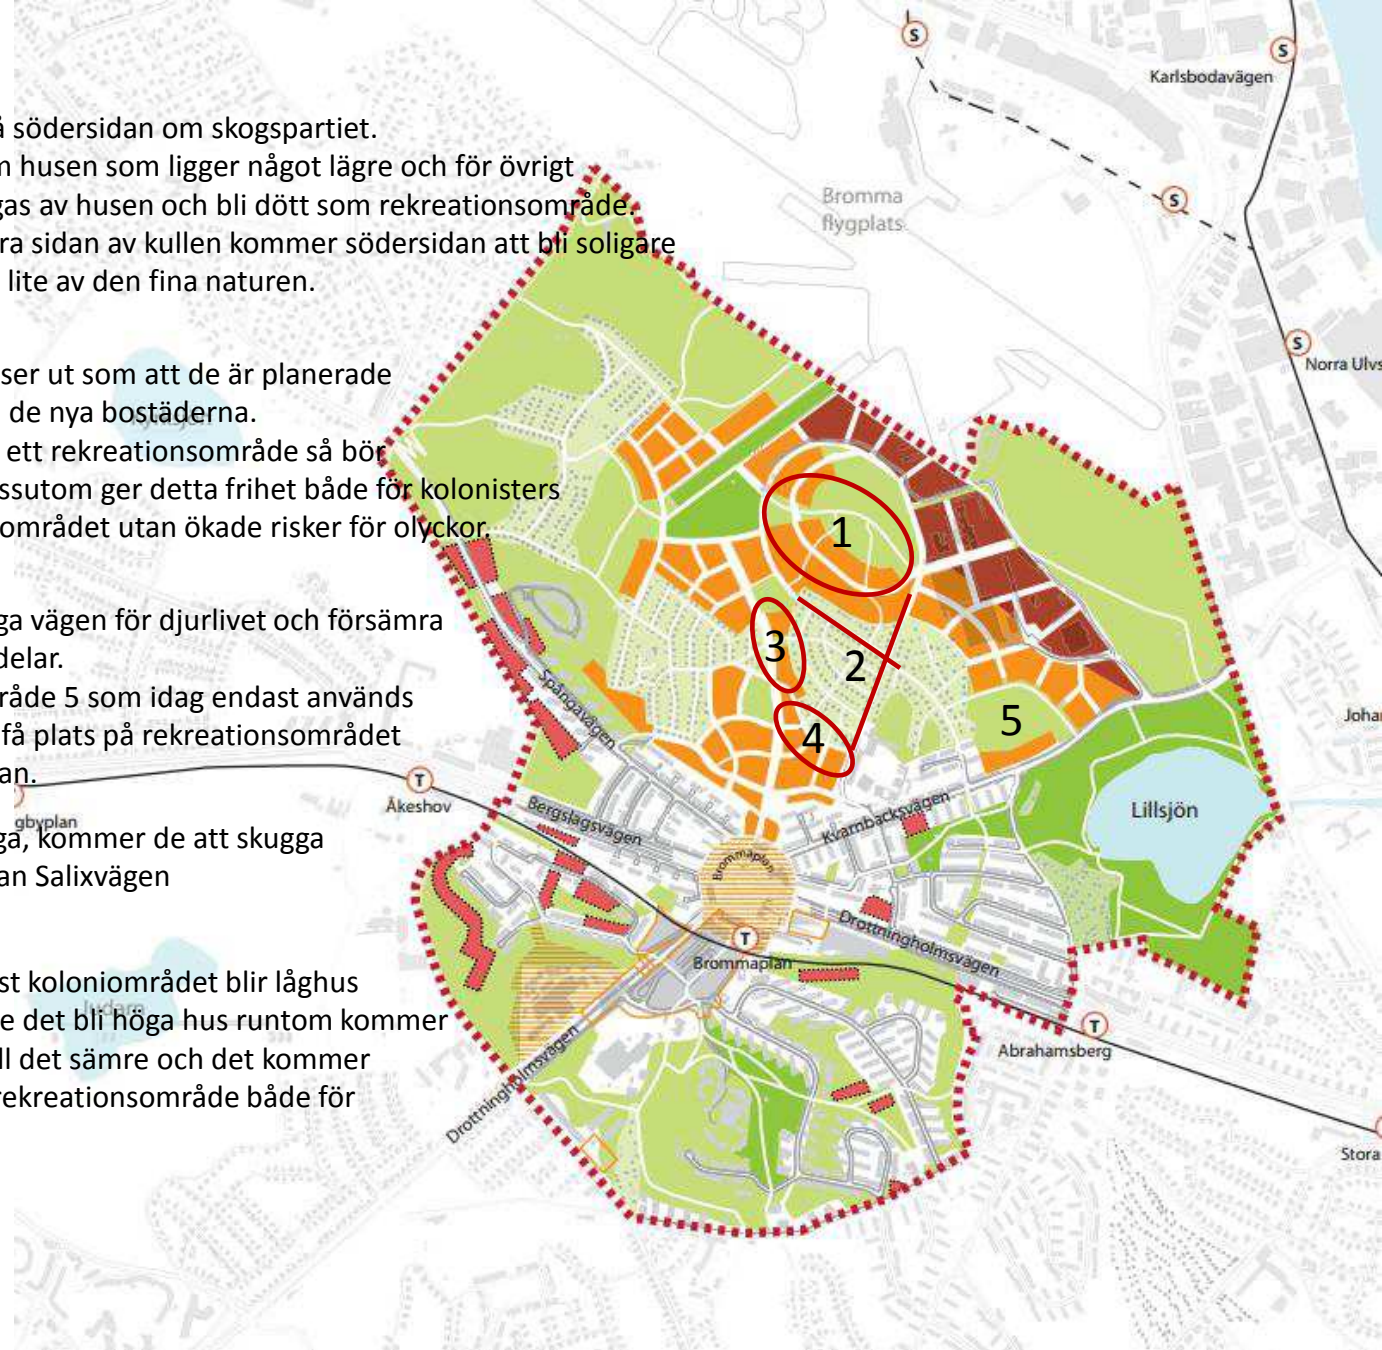 å södersidan om skogspartiet.
n husen som ligger något lägre och för övrigt
gas av husen och bli dött som rekreationsområde.
ra sidan av kullen kommer södersidan att bli soligare
lite av den fina naturen.
ser ut som att de är planerade
de nya bostäderna.
ett rekreationsområde så bör
ssutom ger detta frihet både för kolonisters
området utan ökade risker för olyckor.
ga vägen för djurlivet och försämra
delar.
råde 5 som idag endast används
få plats på rekreationsområdet
an.
ga, kommer de att skugga
an Salixvägen
st koloniområdet blir låghus
e det bli höga hus runtom kommer
ll det sämre och det kommer
rekreationsområde både för
S
S
Karlsbodavägen
S
Bromma
flygplats
S
Norra Ulvs
Kyrksjön
1
3
2
4
5
Spångavägen
Johan
T
Åkeshov
gbyplan
Bergslagsvägen
Kvarnbacksvägen
Lillsjön
Brommaplan
Drottningholmsvägen
T
Brommaplan
Judarn
Drottningholmsvägen
T
Abrahamsberg
Stora